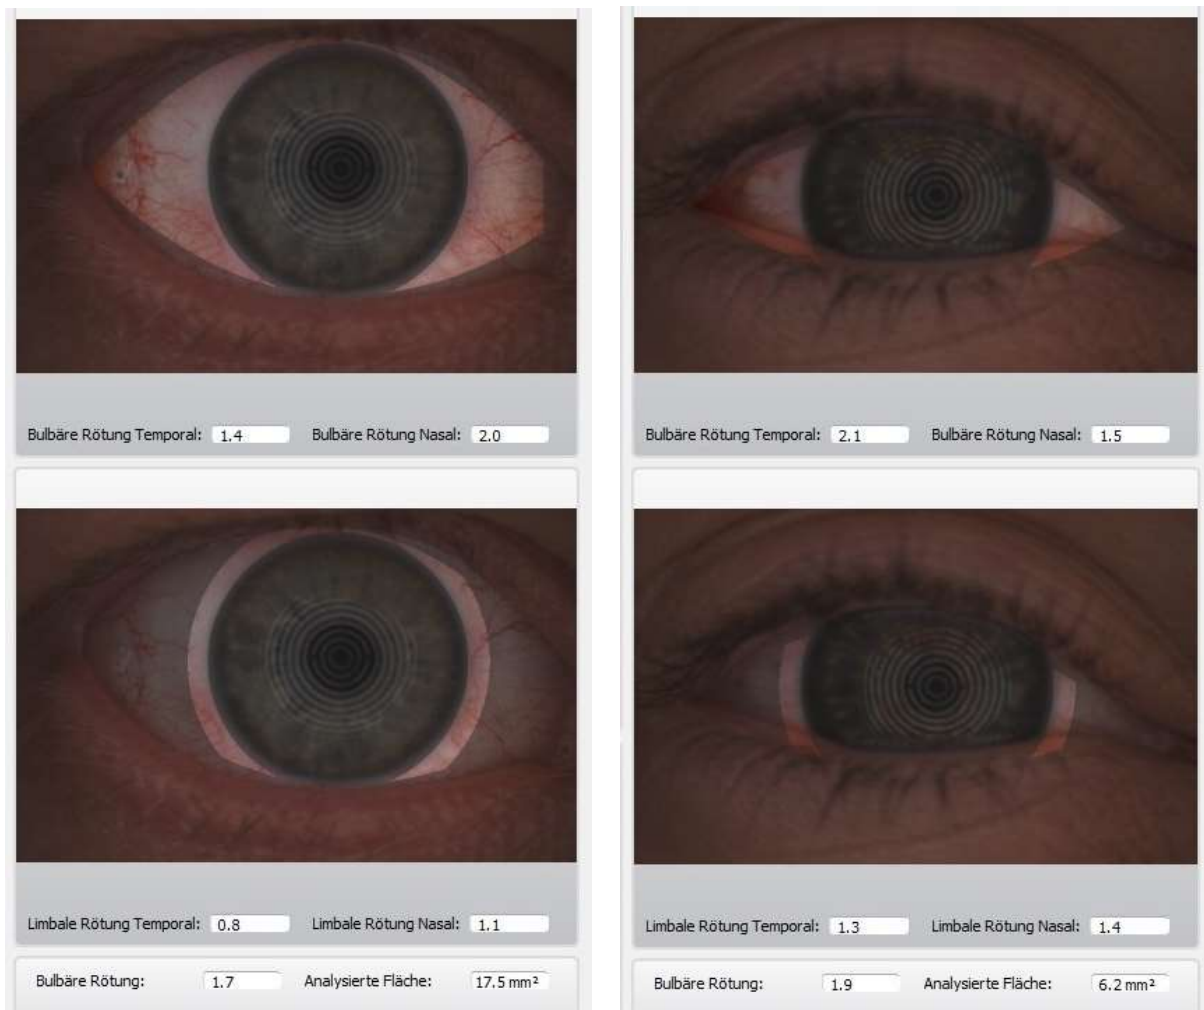 Bulbäre Rötung Temporal: 1.4 Bulbäre Rötung Nasal: 2.0
Limbale Rötung Temporal: 0.8 Limbale Rötung Nasal: 1.1
Bulbäre Rötung: 1.7 Analysierte Fläche: 17.5 mm²
Bulbäre Rötung Temporal: 2.1 Bulbäre Rötung Nasal: 1.5
Limbale Rötung Temporal: 1.3 Limbale Rötung Nasal: 1.4
Bulbäre Rötung: 1.9 Analysierte Fläche: 6.2 mm²